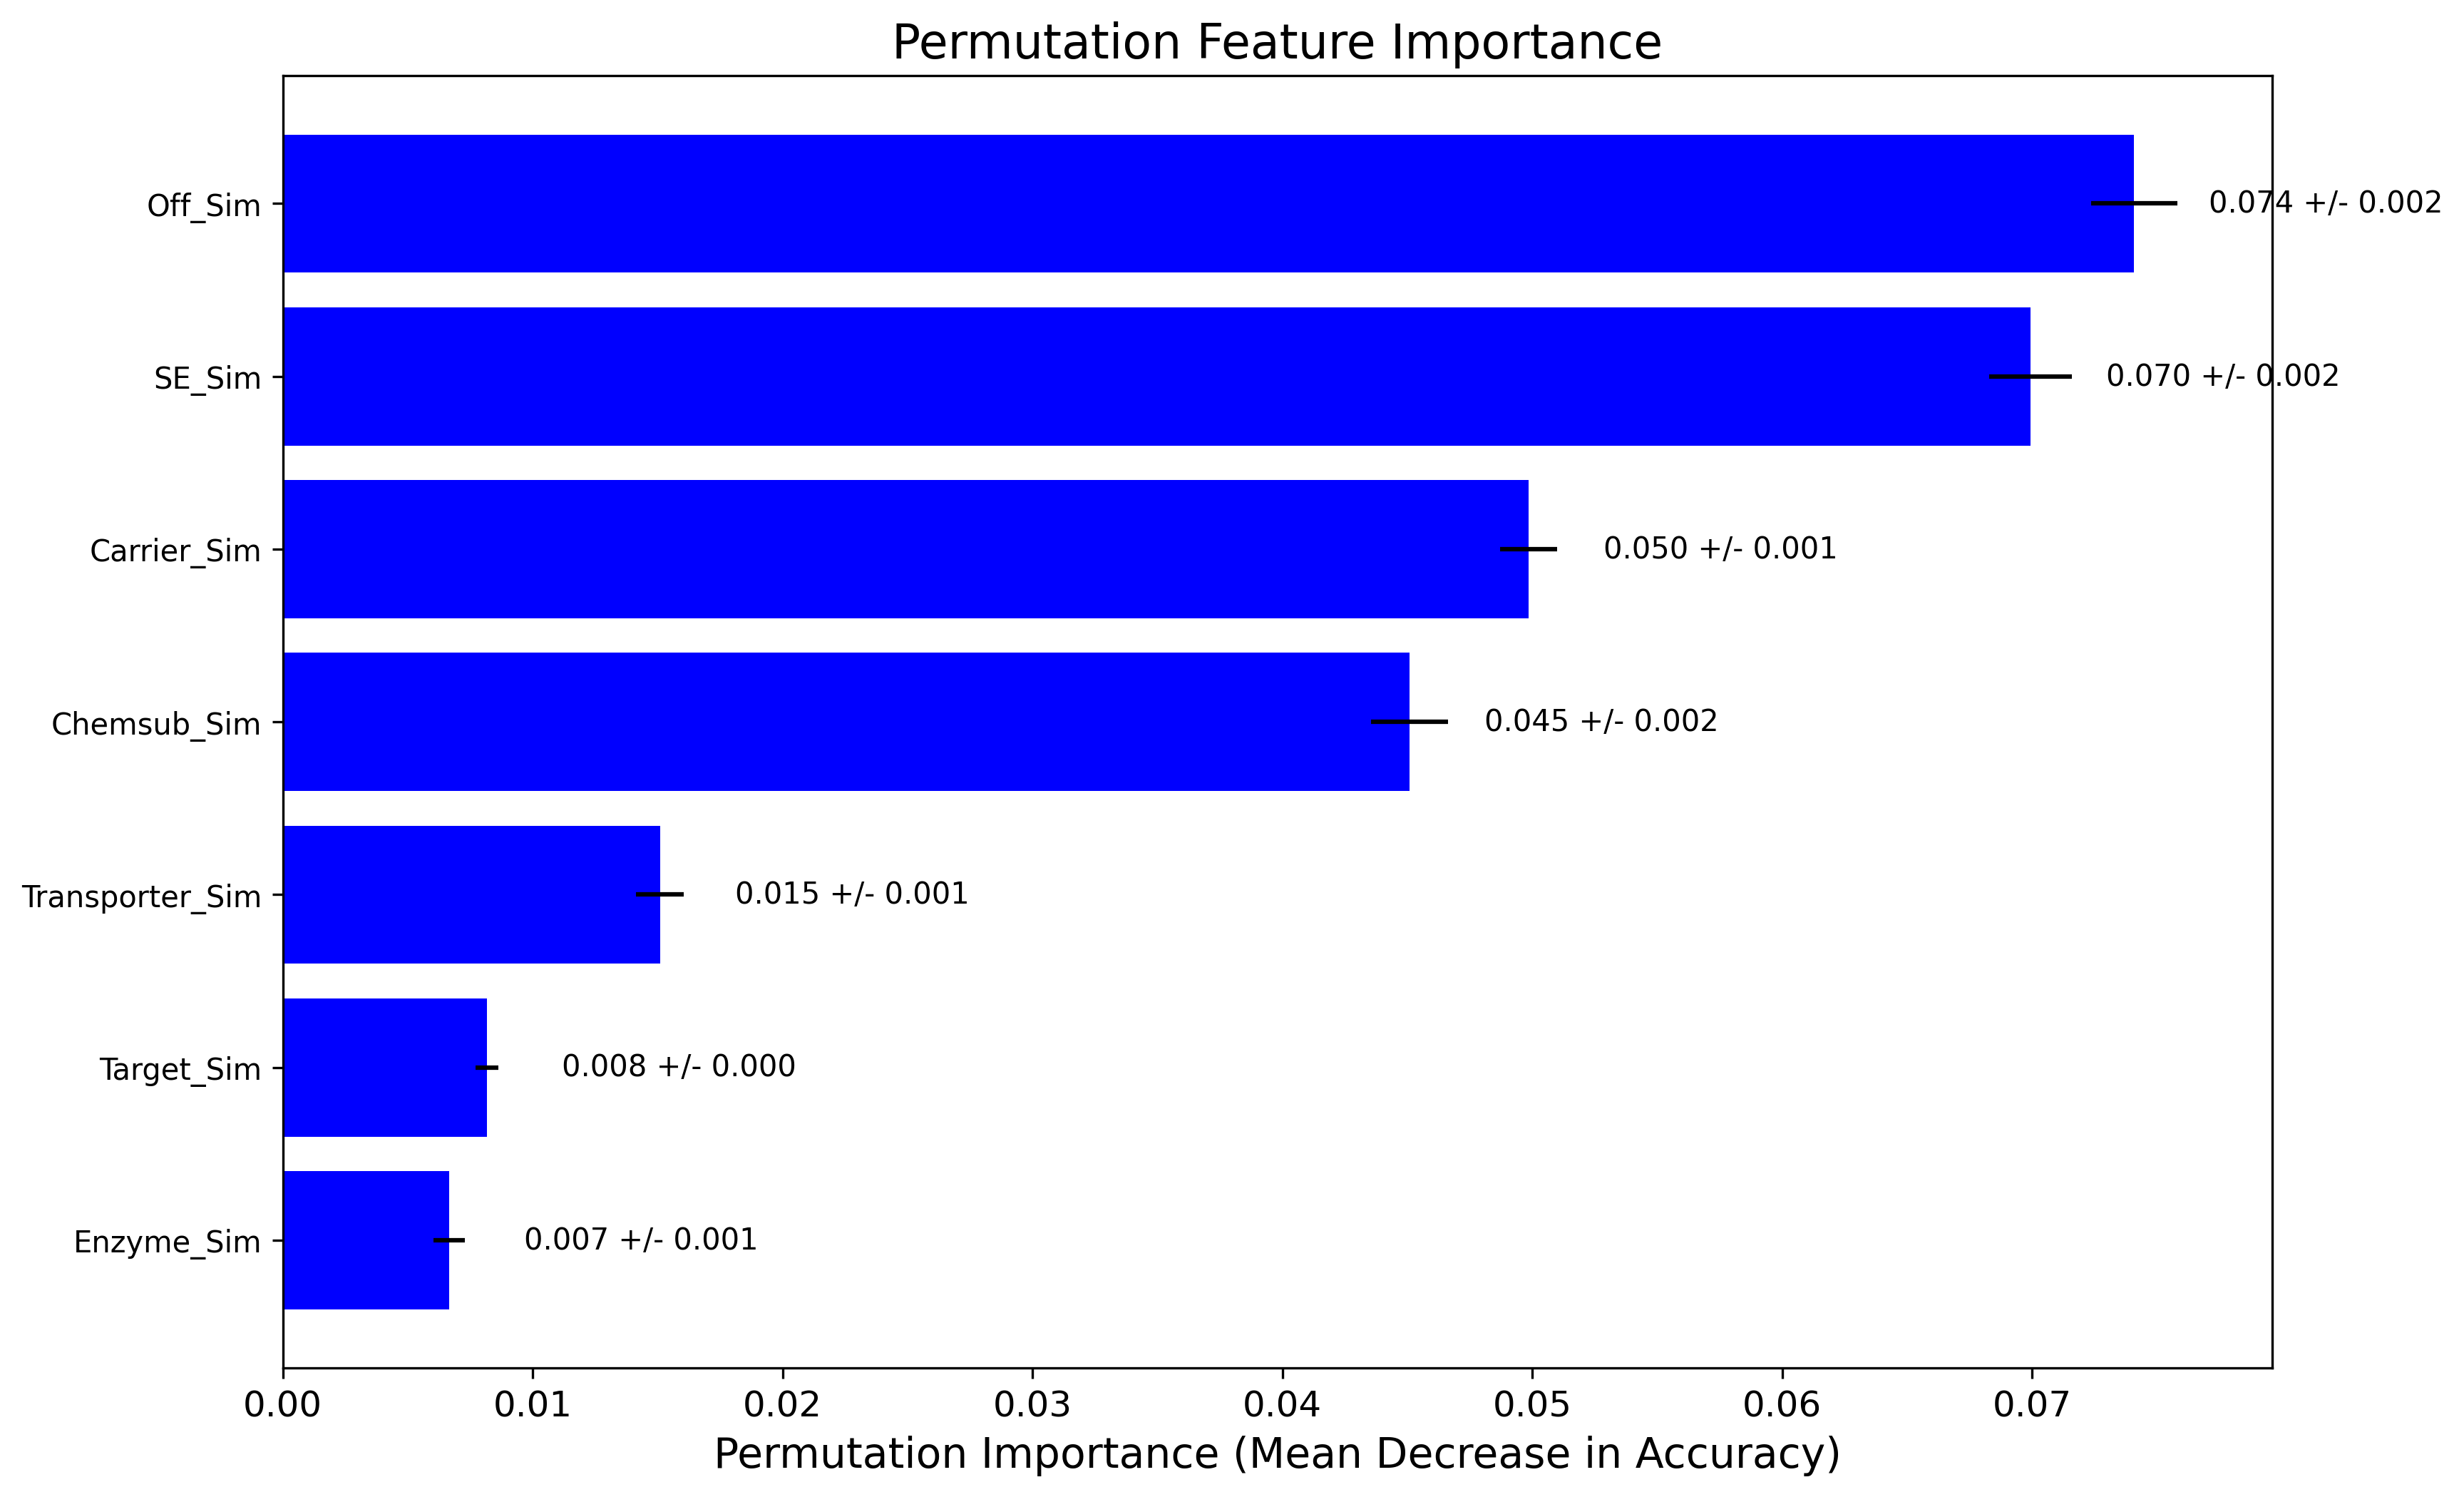 Permutation Feature Importance
Off_Sim
0.074 +/- 0.002
SE_Sim
0.070 +/- 0.002
Carrier_Sim
0.050 +/- 0.001
Chemsub_Sim
0.045 +/- 0.002
Transporter_Sim
0.015 +/- 0.001
Target_Sim
0.008 +/- 0.000
Enzyme_Sim
0.007 +/- 0.001
0.00 0.01 0.02 0.03 0.04 0.05 0.06 0.07
Permutation Importance (Mean Decrease in Accuracy)